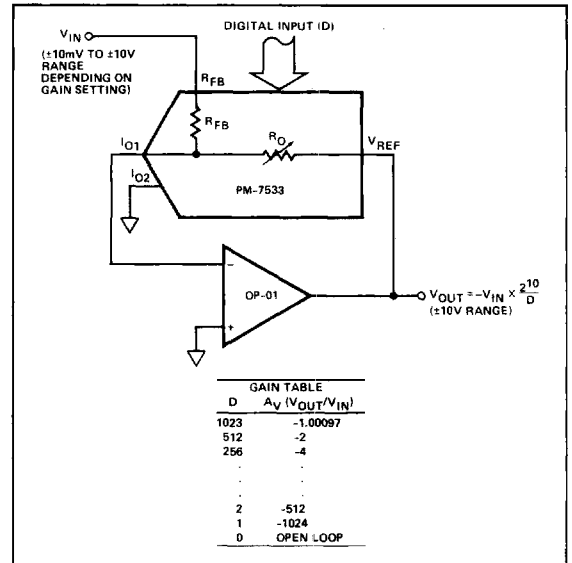 DIGITAL INPUT (D)
VIN
(±10mV TO ±10V
RANGE
DEPENDING ON
GAIN SETTING)
RFB
RFB
RO
VREF
IO1
IO2
PM-7533
−
OP-01
+
VOUT = -VIN × 2^10/D
(±10V RANGE)
GAIN TABLE
D AV (VOUT/VIN)
1023 -1.00097
512 -2
256 -4
. .
. .
. .
2 -512
1 -1024
0 OPEN LOOP